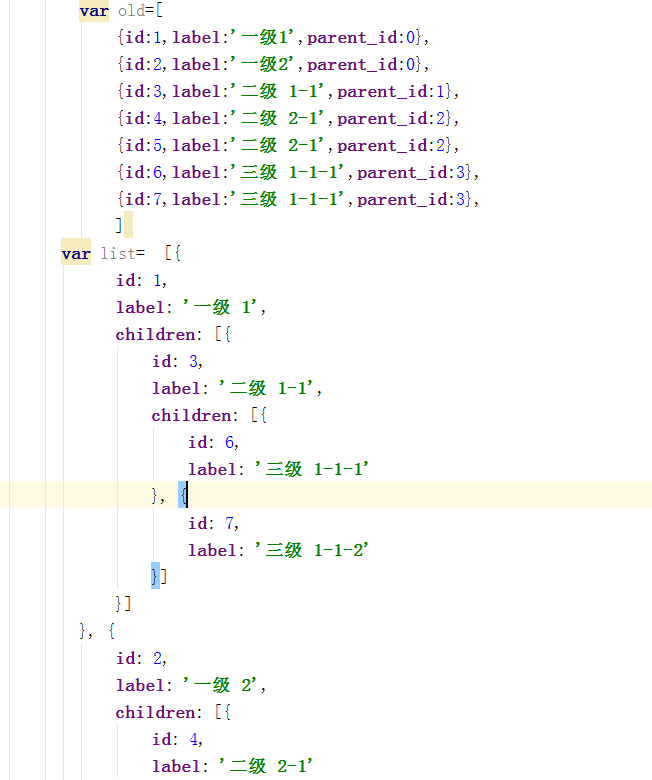 var old=[
{id:1,label:'一级1',parent_id:0},
{id:2,label:'一级2',parent_id:0},
{id:3,label:'二级 1-1',parent_id:1},
{id:4,label:'二级 2-1',parent_id:2},
{id:5,label:'二级 2-1',parent_id:2},
{id:6,label:'三级 1-1-1',parent_id:3},
{id:7,label:'三级 1-1-1',parent_id:3},
]
var list=  [{
id: 1,
label: '一级 1',
children: [{
id: 3,
label: '二级 1-1',
children: [{
id: 6,
label: '三级 1-1-1'
}, {
id: 7,
label: '三级 1-1-2'
}]
}]
}, {
id: 2,
label: '一级 2',
children: [{
id: 4,
label: '二级 2-1'